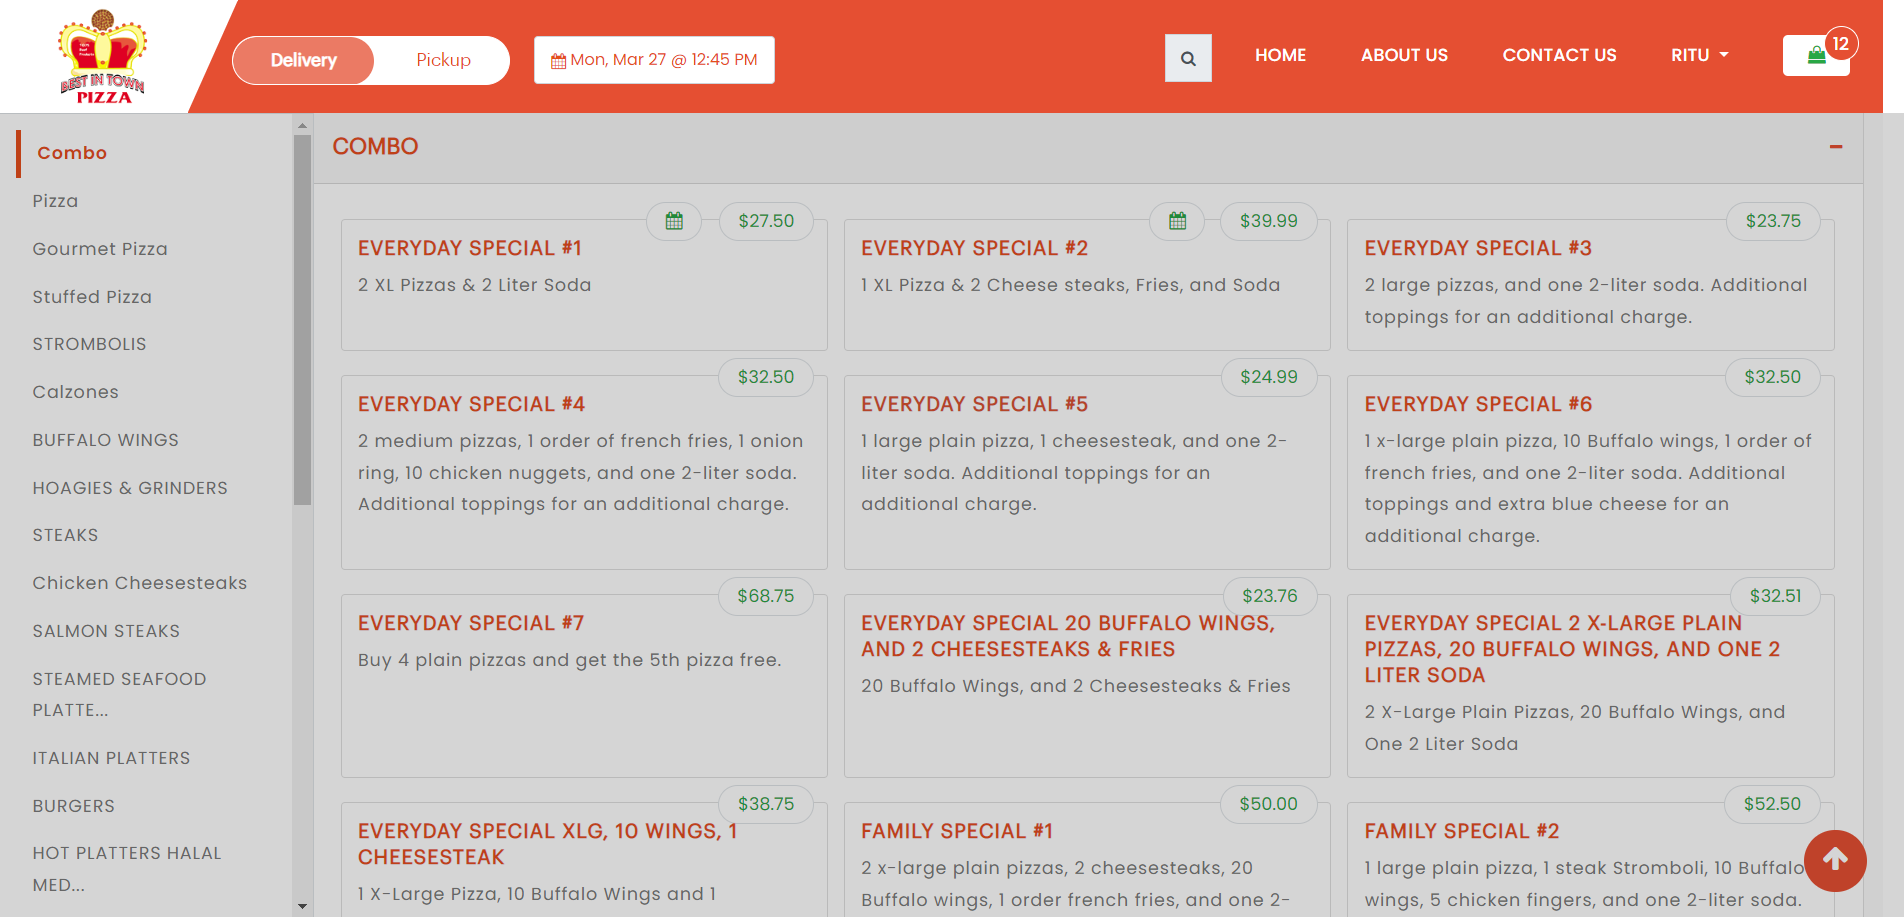 BEST IN TOWN
PIZZA
Delivery
Pickup
Mon, Mar 27 @ 12:45 PM
HOME
ABOUT US
CONTACT US
RITU
12
Combo
Pizza
Gourmet Pizza
Stuffed Pizza
STROMBOLIS
Calzones
BUFFALO WINGS
HOAGIES & GRINDERS
STEAKS
Chicken Cheesesteaks
SALMON STEAKS
STEAMED SEAFOOD
PLATTE...
ITALIAN PLATTERS
BURGERS
HOT PLATTERS HALAL
MED...
COMBO
$27.50
EVERYDAY SPECIAL #1
2 XL Pizzas & 2 Liter Soda
$39.99
EVERYDAY SPECIAL #2
1 XL Pizza & 2 Cheese steaks, Fries, and Soda
$23.75
EVERYDAY SPECIAL #3
2 large pizzas, and one 2-liter soda. Additional
toppings for an additional charge.
$32.50
EVERYDAY SPECIAL #4
2 medium pizzas, 1 order of french fries, 1 onion
ring, 10 chicken nuggets, and one 2-liter soda.
Additional toppings for an additional charge.
$24.99
EVERYDAY SPECIAL #5
1 large plain pizza, 1 cheesesteak, and one 2-
liter soda. Additional toppings for an
additional charge.
$32.50
EVERYDAY SPECIAL #6
1 x-large plain pizza, 10 Buffalo wings, 1 order of
french fries, and one 2-liter soda. Additional
toppings and extra blue cheese for an
additional charge.
$68.75
EVERYDAY SPECIAL #7
Buy 4 plain pizzas and get the 5th pizza free.
$23.76
EVERYDAY SPECIAL 20 BUFFALO WINGS,
AND 2 CHEESESTEAKS & FRIES
20 Buffalo Wings, and 2 Cheesesteaks & Fries
$32.51
EVERYDAY SPECIAL 2 X-LARGE PLAIN
PIZZAS, 20 BUFFALO WINGS, AND ONE 2
LITER SODA
2 X-Large Plain Pizzas, 20 Buffalo Wings, and
One 2 Liter Soda
$38.75
EVERYDAY SPECIAL XLG, 10 WINGS, 1
CHEESESTEAK
1 X-Large Pizza, 10 Buffalo Wings and 1
$50.00
FAMILY SPECIAL #1
2 x-large plain pizzas, 2 cheesesteaks, 20
Buffalo wings, 1 order french fries, and one 2-
$52.50
FAMILY SPECIAL #2
1 large plain pizza, 1 steak Stromboli, 10 Buffalo
wings, 5 chicken fingers, and one 2-liter soda.